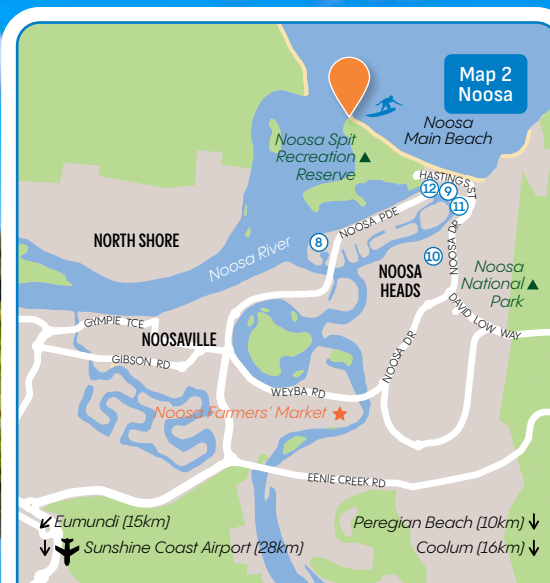 Map 2
Noosa
Noosa
Main Beach
Noosa Spit
Recreation
Reserve
HASTINGS ST
12
9
11
NOOSA PDE
8
NORTH SHORE
Noosa River
NOOSA DR
10
NOOSA
HEADS
Noosa
National
Park
DAVID LOW WAY
GYMPIE TCE
NOOSAVILLE
GIBSON RD
NOOSA DR
WEYBA RD
Noosa Farmers' Market
EENIE CREEK RD
Eumundi (15km)
Peregian Beach (10km)
Sunshine Coast Airport (28km)
Coolum (16km)